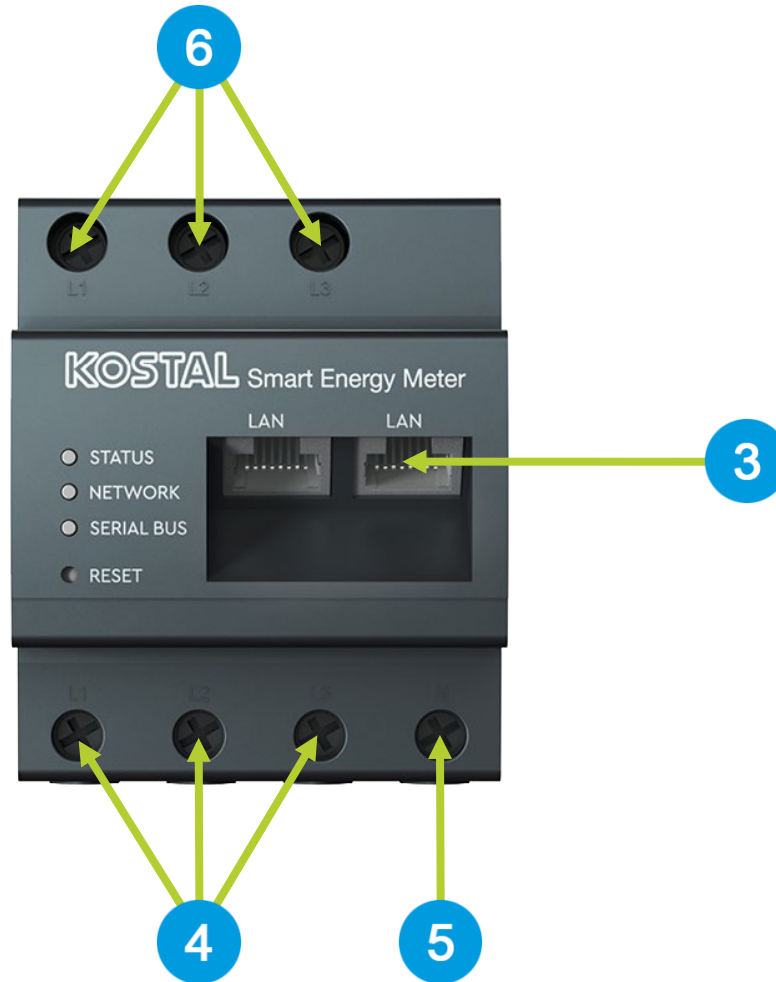 6
L1 L2 L3
KOSTAL Smart Energy Meter
LAN LAN
STATUS
3
NETWORK
SERIAL BUS
RESET
L1 L2 L3 N
4 5